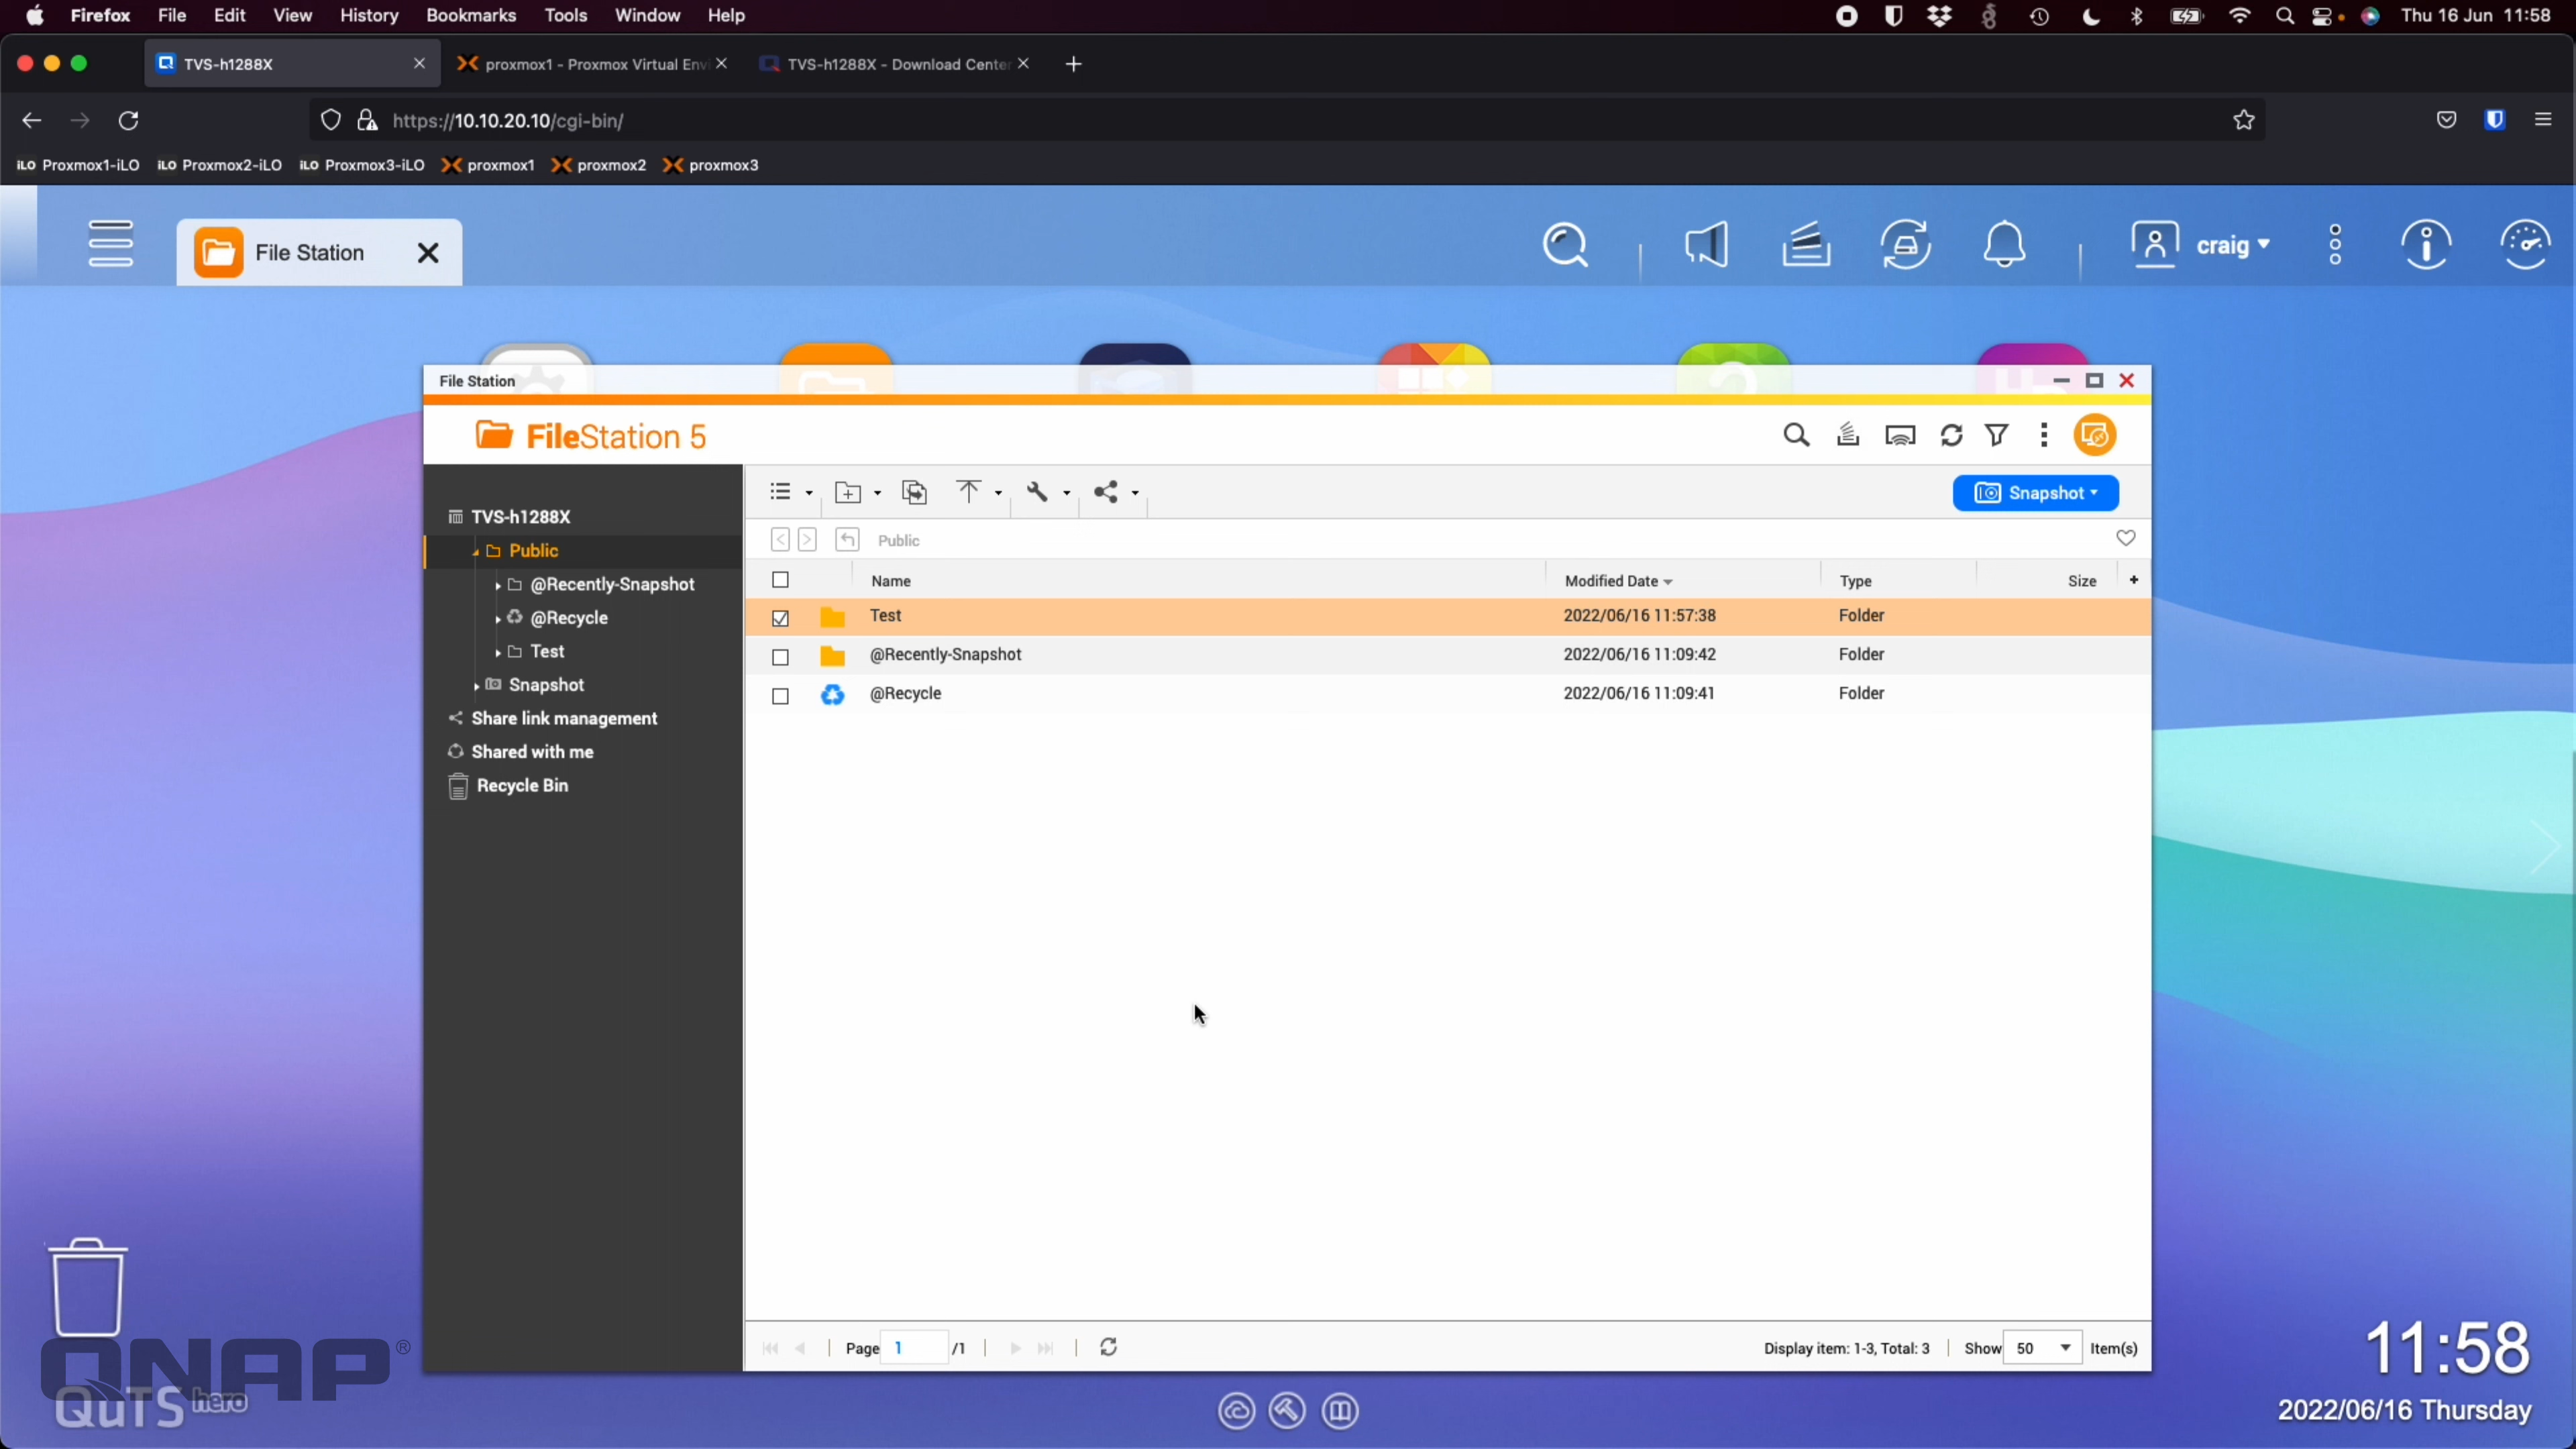 Firefox File Edit View History Bookmarks Tools Window Help Thu 16 Jun 11:58
TVS-h1288X proxmox1 - Proxmox Virtual Envi TVS-h1288X - Download Center
https://10.10.20.10/cgi-bin/
iLO Proxmox1-iLO iLO Proxmox2-iLO iLO Proxmox3-iLO proxmox1 proxmox2 proxmox3
File Station craig
File Station
FileStation 5
Snapshot
TVS-h1288X
Public
@Recently-Snapshot
@Recycle
Test
Snapshot
Share link management
Shared with me
Recycle Bin
Public
Name Modified Date Type Size +
Test 2022/06/16 11:57:38 Folder
@Recently-Snapshot 2022/06/16 11:09:42 Folder
@Recycle 2022/06/16 11:09:41 Folder
Page 1 /1 Display item: 1-3, Total: 3 Show 50 Item(s)
QNAP®
QuTS hero
11:58
2022/06/16 Thursday